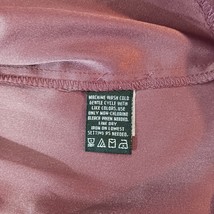 MACHINE WASH COLD
GENTLE CYCLE WITH
LIKE COLORS.USE
ONLY NON-CHLORINE
BLEACH WHEN NEEDED.
LINE DRY
IRON ON LOWEST
SETTING AS NEEDED.